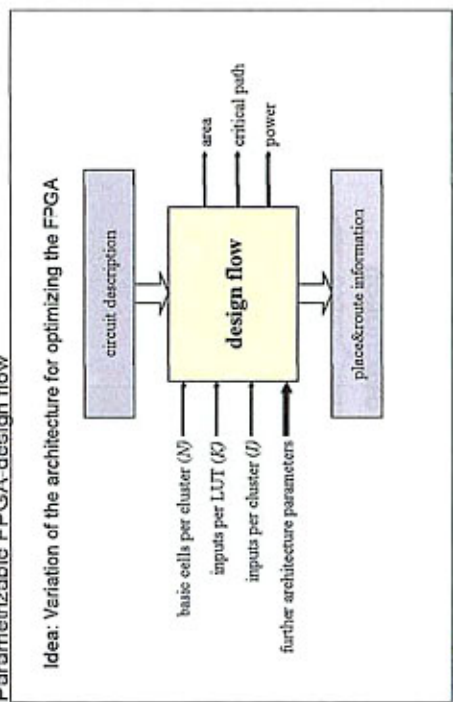 Parametrizable FPGA-design flow
Idea: Variation of the architecture for optimizing the FPGA
circuit description
basic cells per cluster (N)
inputs per LUT (K)
inputs per cluster (I)
further architecture parameters
design flow
area
critical path
power
place&route information